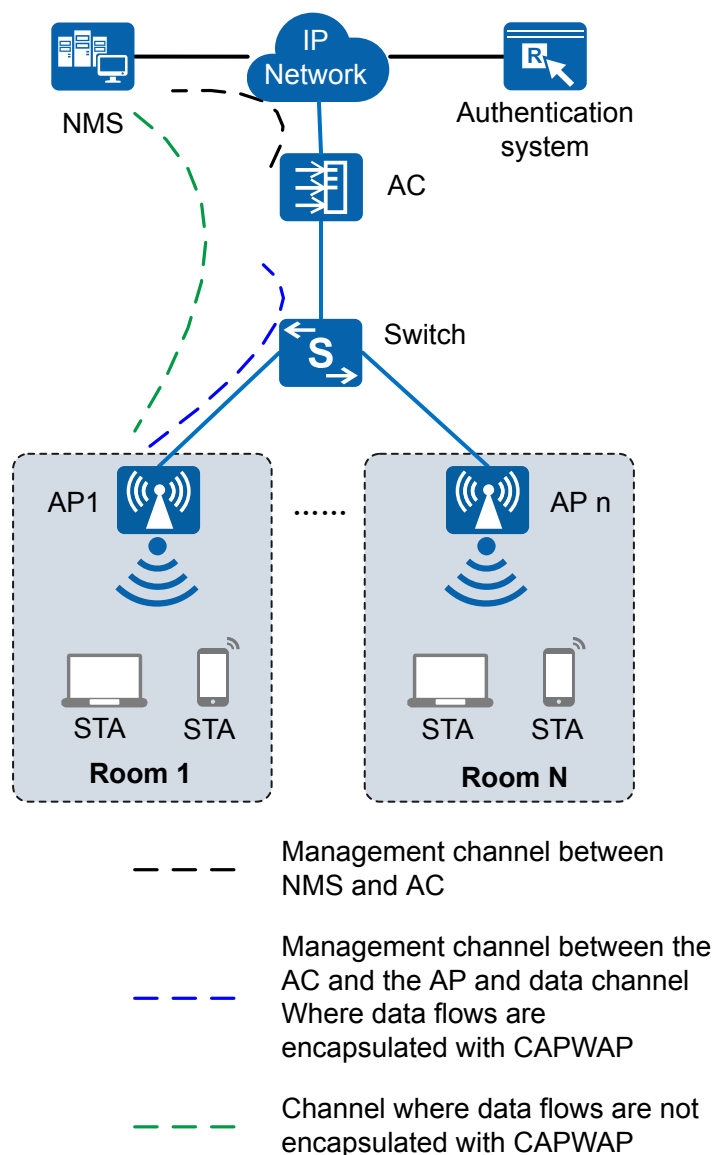 IP
Network
R
NMS
Authentication
system
AC
Switch
S
AP1
......
AP n
STA
STA
STA
STA
Room 1
Room N
Management channel between
NMS and AC
Management channel between the
AC and the AP and data channel
Where data flows are
encapsulated with CAPWAP
Channel where data flows are not
encapsulated with CAPWAP